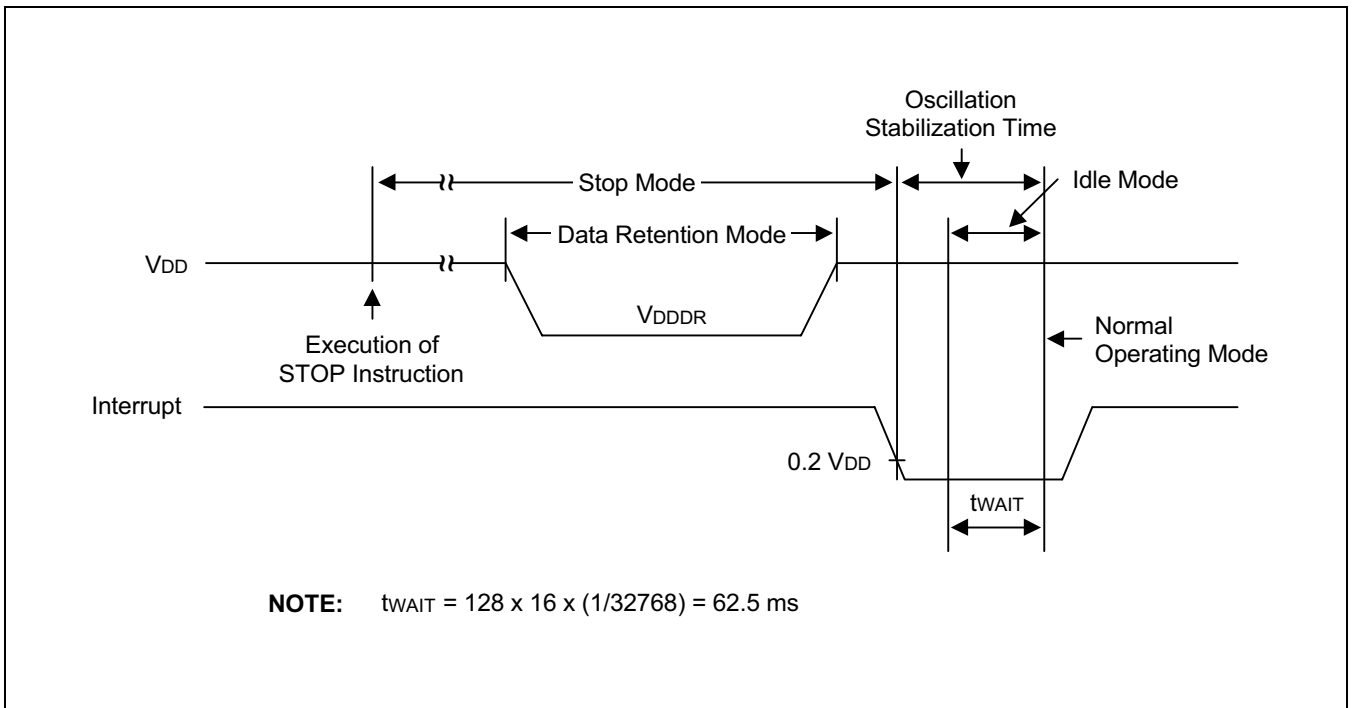 Oscillation
Stabilization Time
Stop Mode
Idle Mode
Data Retention Mode
VDD
VDDDR
Execution of
STOP Instruction
Normal
Operating Mode
Interrupt
0.2 VDD
tWAIT
NOTE: tWAIT = 128 x 16 x (1/32768) = 62.5 ms